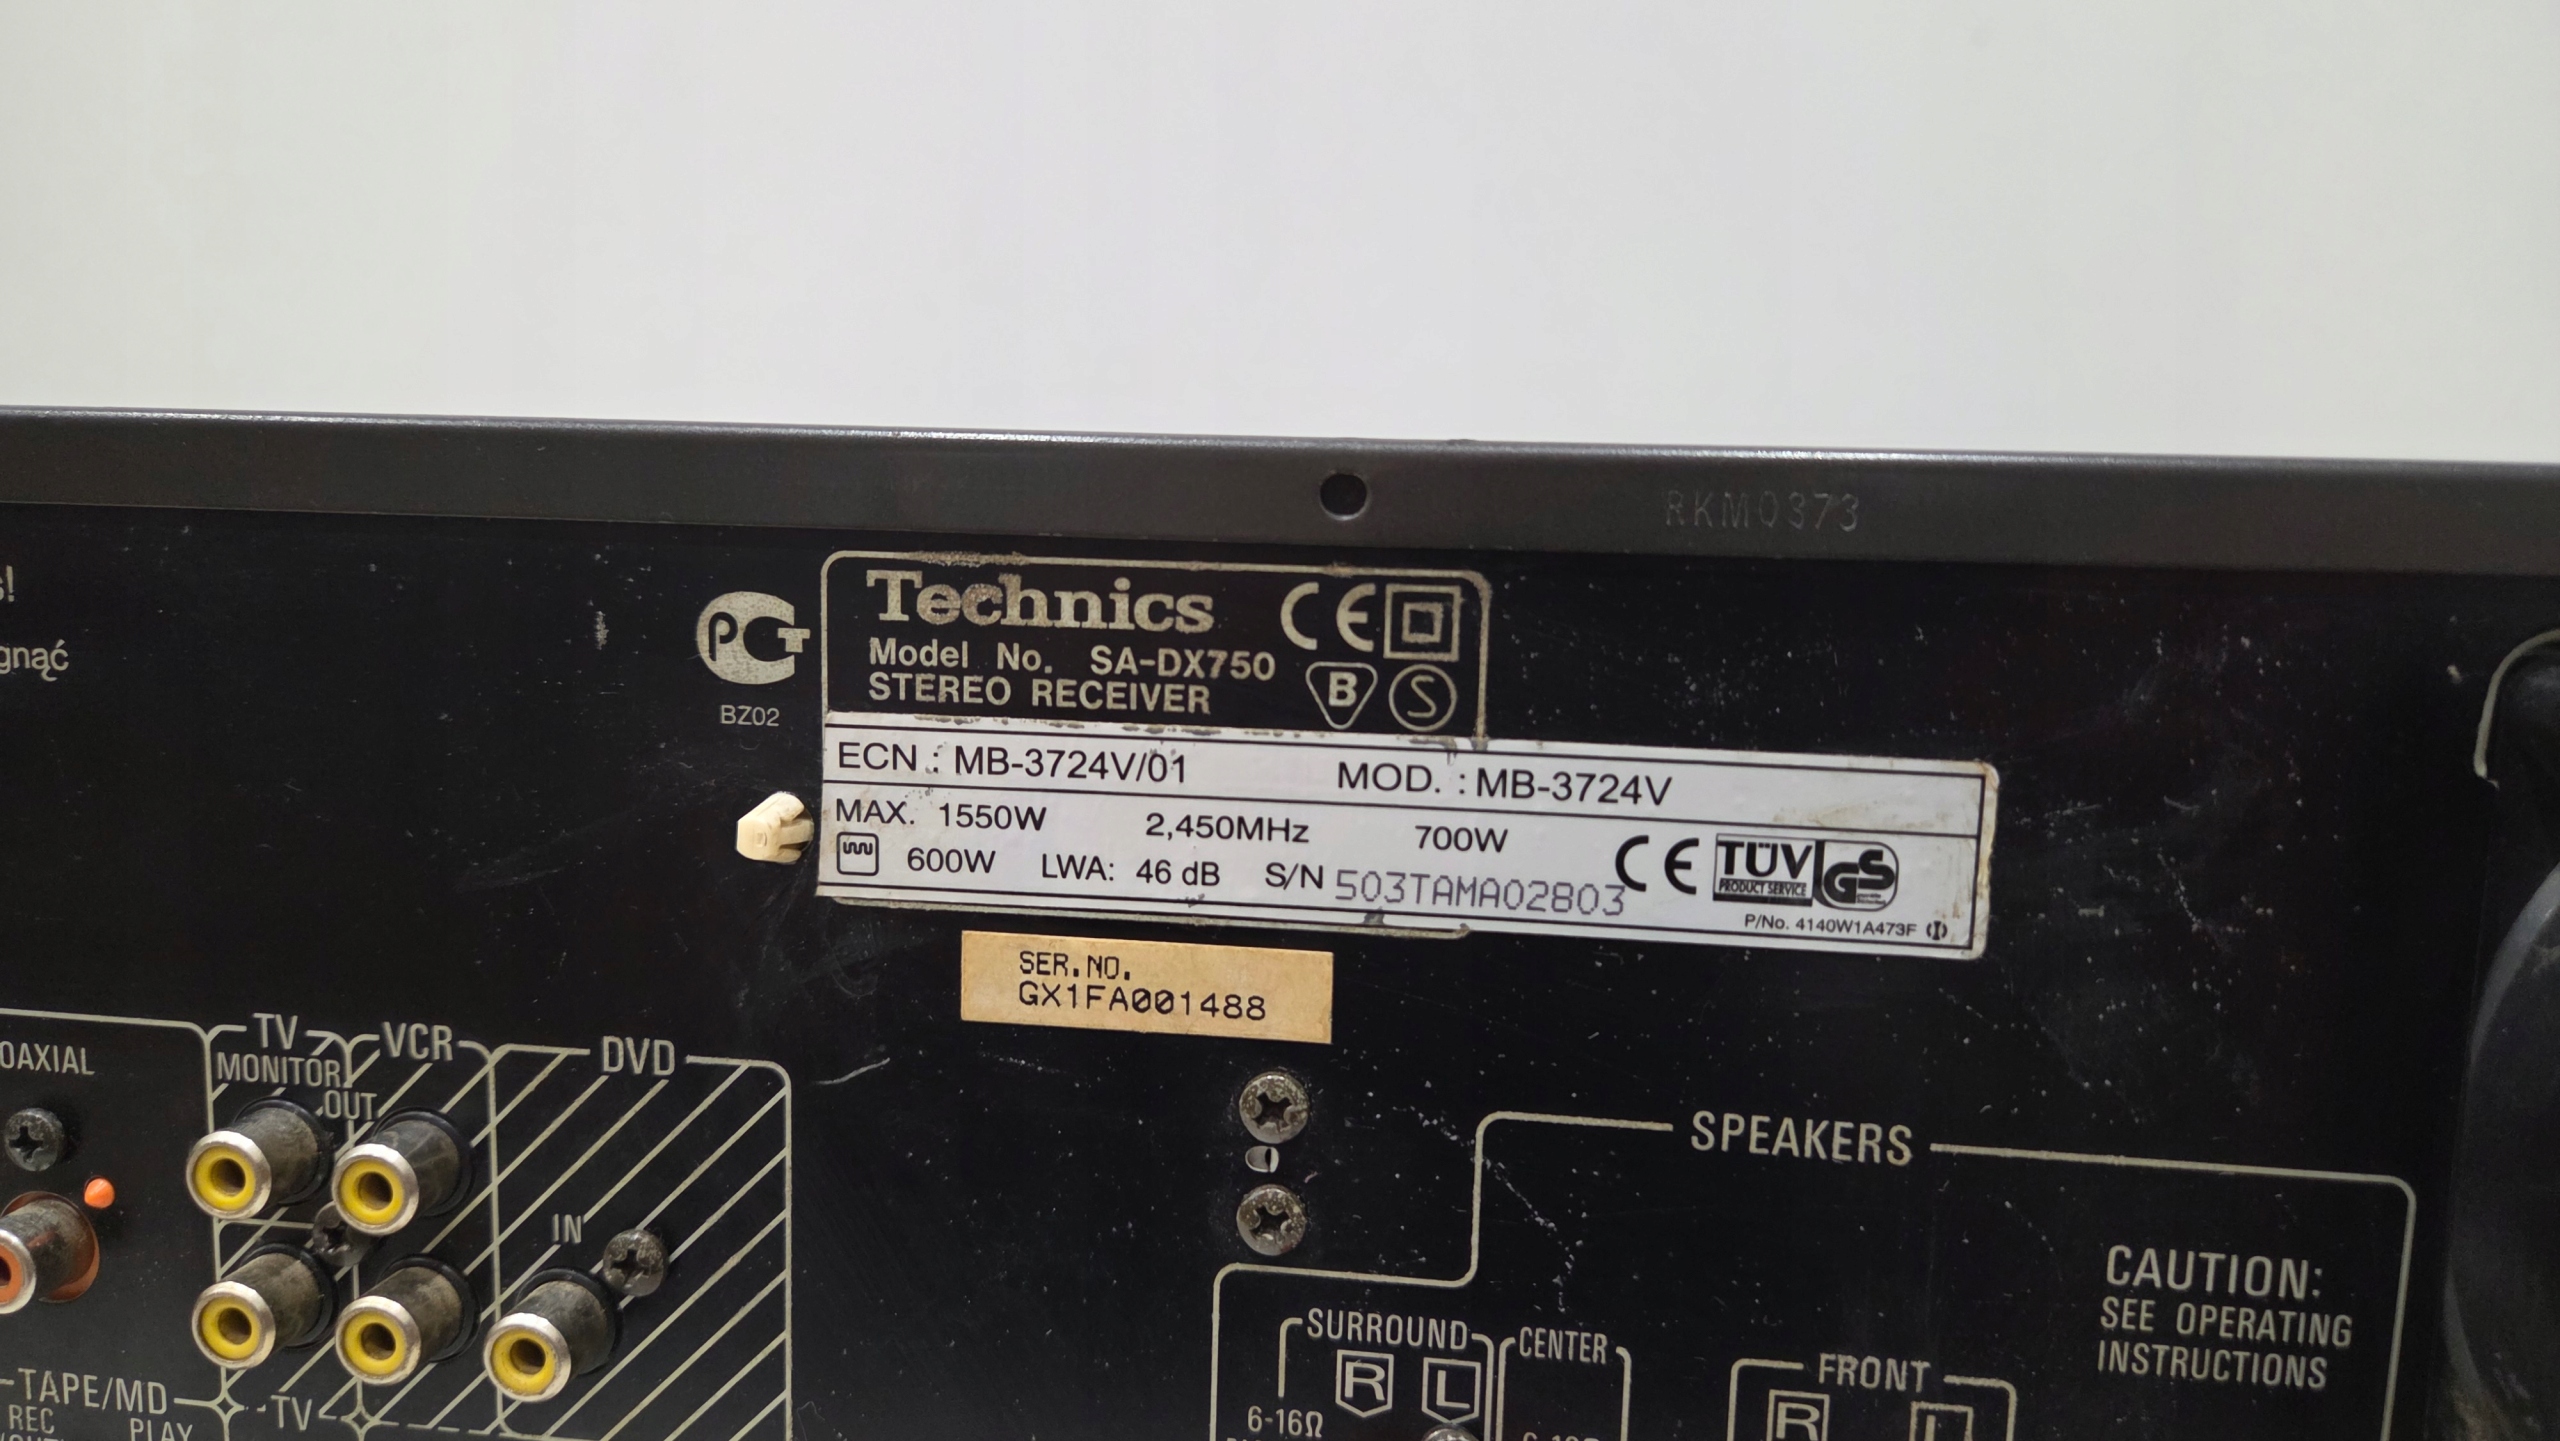 RKM0373
s!
gnąć
PCT
BZ02
Technics CE
Model No. SA-DX750
STEREO RECEIVER B S
ECN.: MB-3724V/01 MOD. : MB-3724V
MAX. 1550W 2,450MHz 700W
600W LWA: 46 dB S/N 503TAMA02803
CE TÜV GS
PRODUCT SERVICE
P/No. 4140W1A473F
SER.NO.
GX1FA001488
OAXIAL
TV
MONITOR
OUT
VCR
DVD
IN
TAPE/MD
REC PLAY
TV
SPEAKERS
CAUTION:
SEE OPERATING
INSTRUCTIONS
SURROUND
R L
6-16Ω
CENTER
FRONT
R L